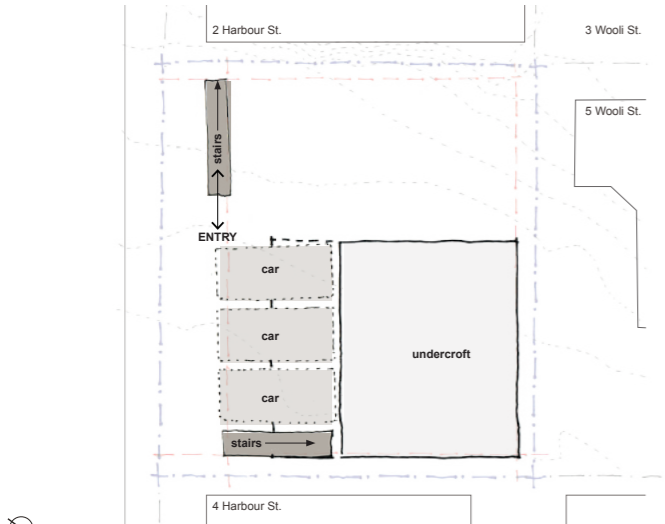 2 Harbour St.
3 Wooli St.
5 Wooli St.
stairs
ENTRY
car
car
undercroft
car
stairs
4 Harbour St.